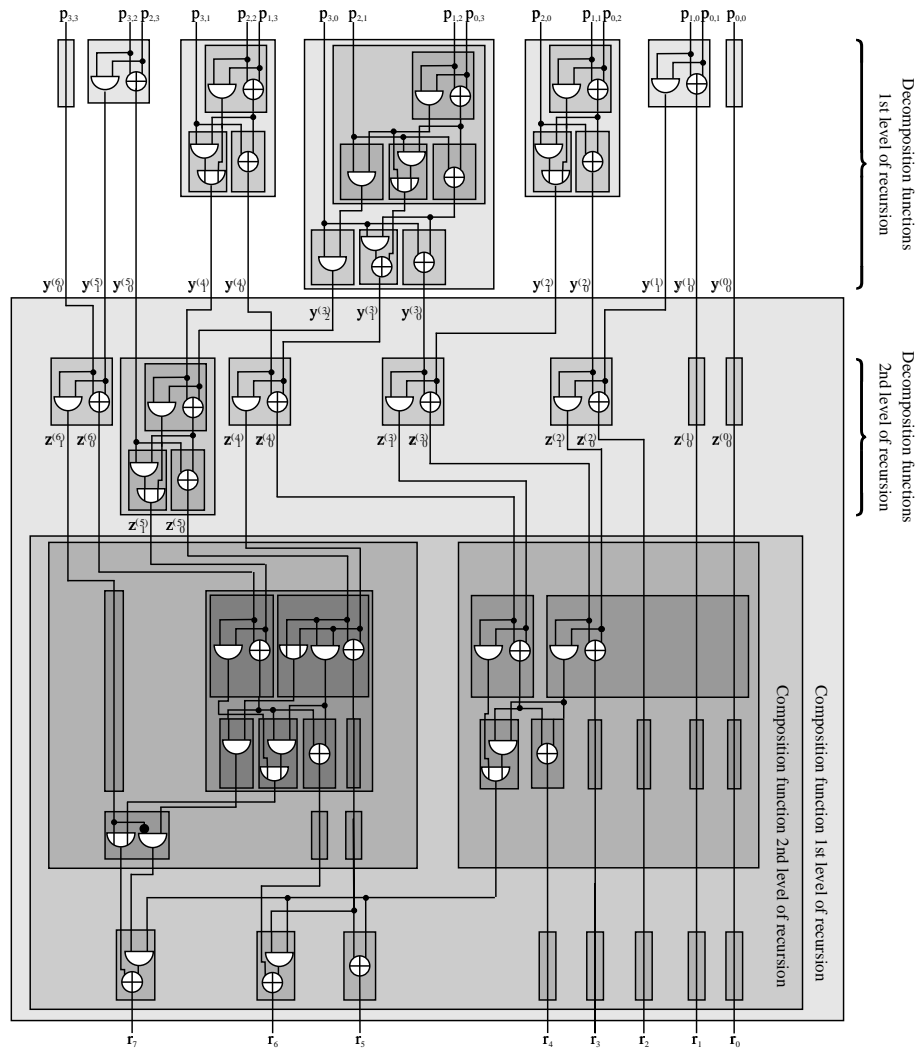 p3,3 p3,2 p2,3 p3,1 p2,2 p1,3 p3,0 p2,1 p1,2 p0,3 p2,0 p1,1 p0,2 p1,0 p0,1 p0,0
Decomposition functions
1st level of recursion
y(6)0 y(5)1 y(5)0 y(4)1 y(4)0 y(2)1 y(2)0 y(1)1 y(1)0 y(0)0
y(3)2 y(3)1 y(3)0
Decomposition functions
2nd level of recursion
z(6)1 z(6)0 z(4)1 z(4)0 z(3)1 z(3)0 z(2)1 z(2)0 z(1)0 z(0)0
z(5)1 z(5)0
Composition function 1st level of recursion
Composition function 2nd level of recursion
r7 r6 r5 r4 r3 r2 r1 r0